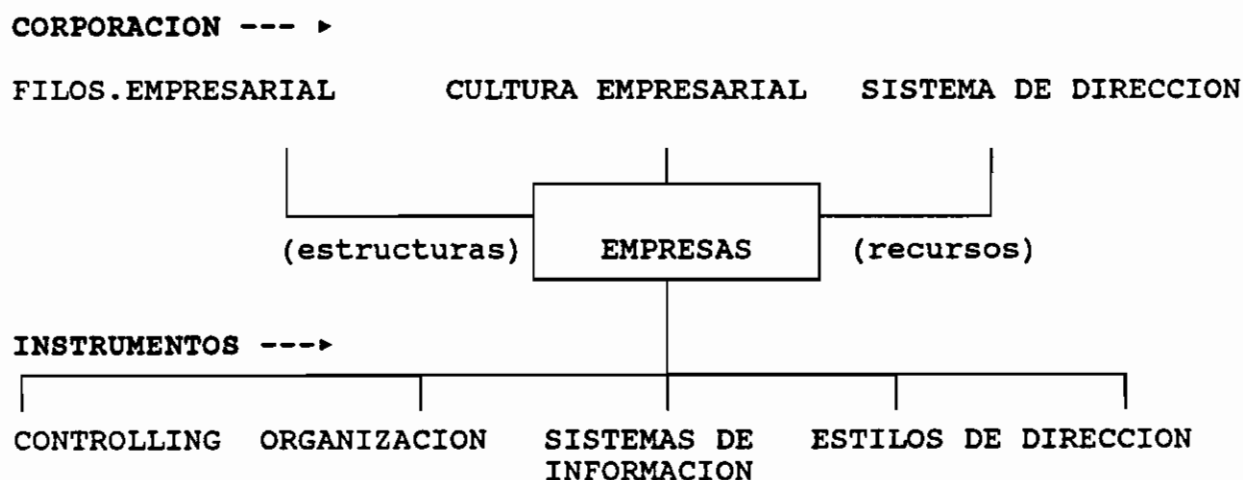 CORPORACION --- ►
FILOS.EMPRESARIAL CULTURA EMPRESARIAL SISTEMA DE DIRECCION
(estructuras) EMPRESAS (recursos)
INSTRUMENTOS ---►
CONTROLLING ORGANIZACION SISTEMAS DE ESTILOS DE DIRECCION
INFORMACION